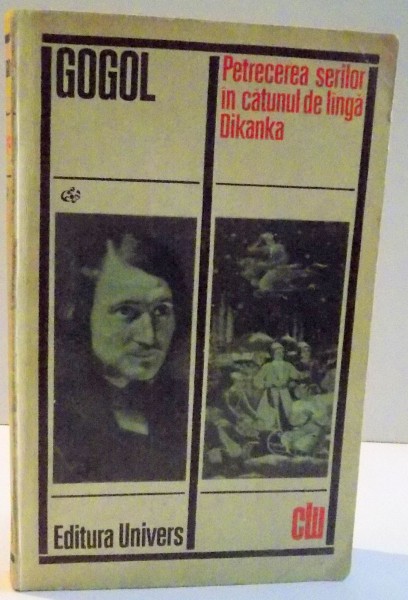 GOGOL
Petrecerea serilor
în cătunul de lîngă
Dikanka
Editura Univers
clu